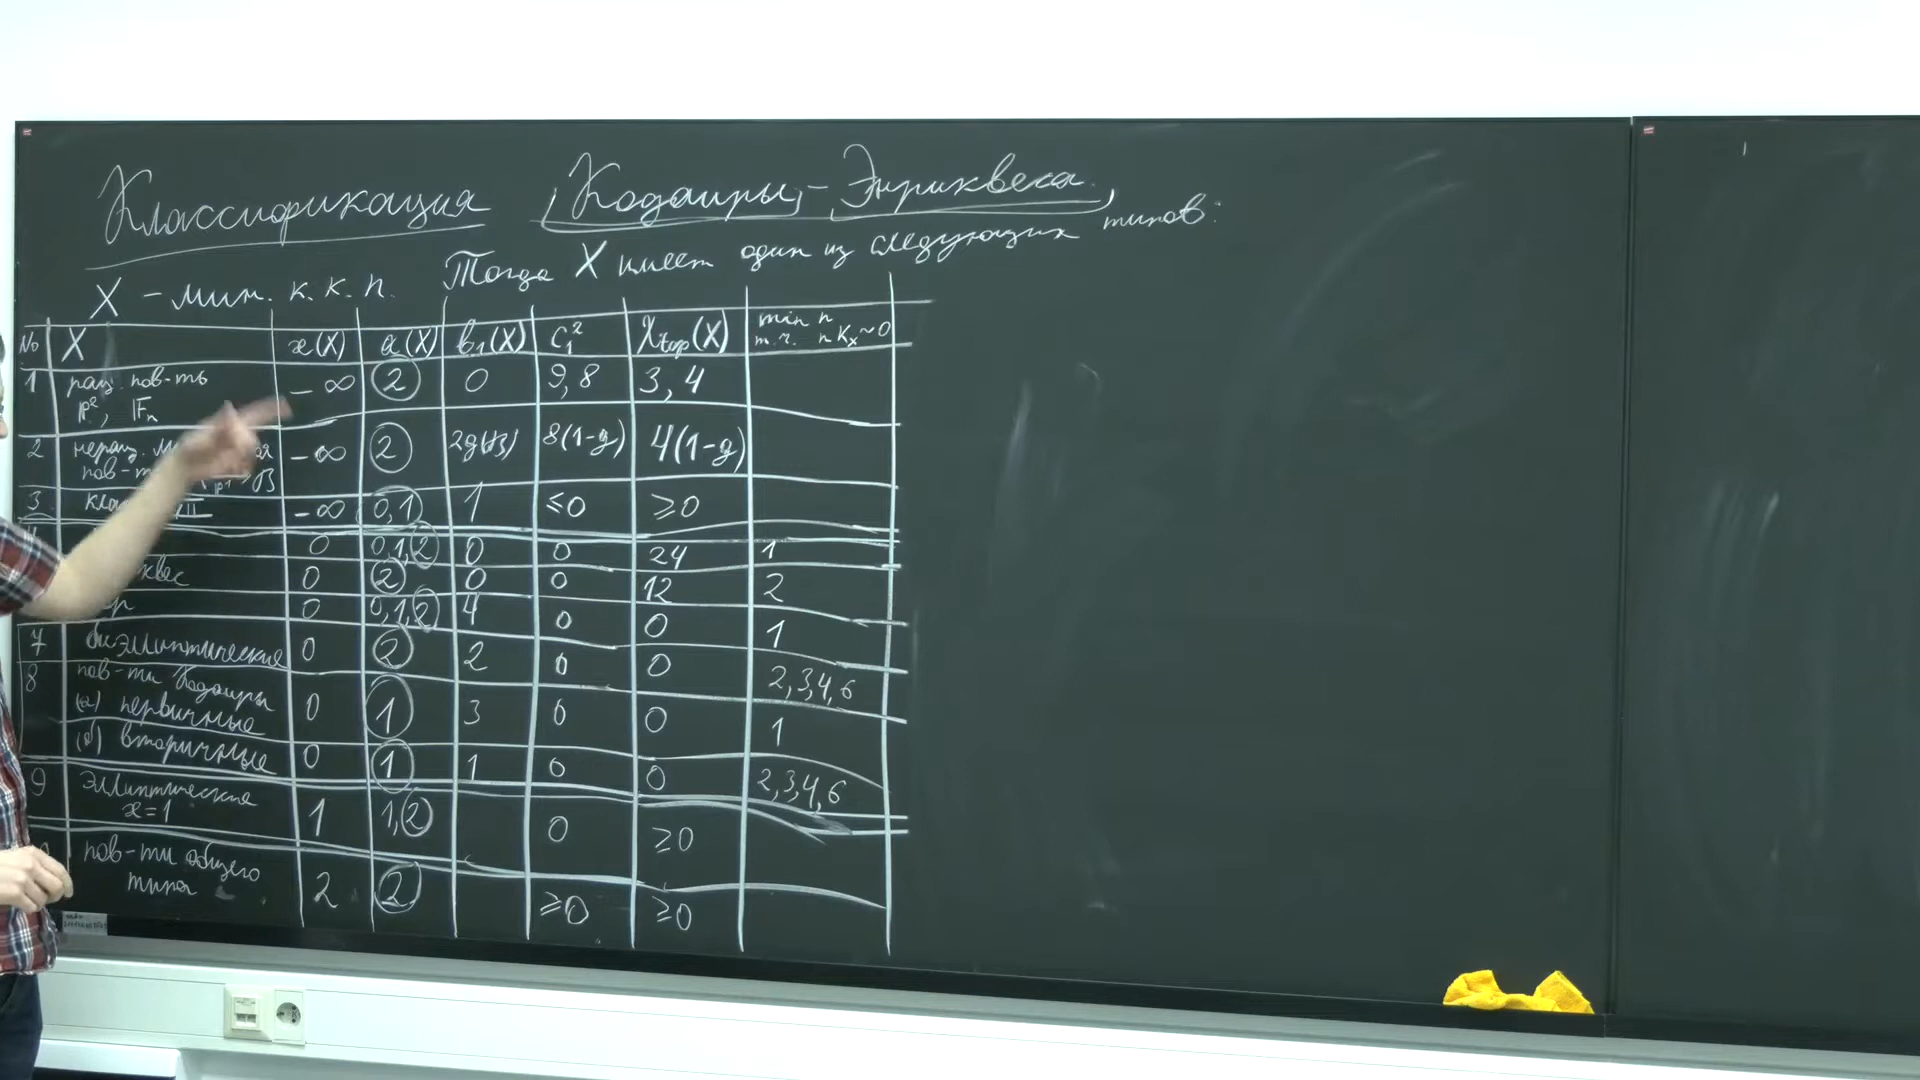 Классификация (Кодаиры)-Энриквеса
X - мин. к. к. п. Тогда X имеет один из следующих типов:
No X æ(X) a(X) b₁(X) c₁² χtop(X) min n т.ч. n Kx ~ 0
1 рац. пов-ть -∞ 2 0 9, 8 3, 4
P², Fn
2 -∞ 2 2g(B) 8(1-g) 4(1-g)
пов-
3 -∞ 0,1 1 ≤0 ≥0
0 0,1,2 0 0 24 1
0 2 0 0 12 2
0 0,1,2 4 0 0 1
7 биэллиптические 0 2 2 0 0 2,3,4,6
8 пов-ти Кодаиры
(а) первичные 0 1 3 0 0 1
(б) вторичные 0 1 1 0 0 2,3,4,6
9 эллиптические 1 1,2 0 ≥0
æ=1
пов-ти общего 2 2 ≥0 ≥0
типа